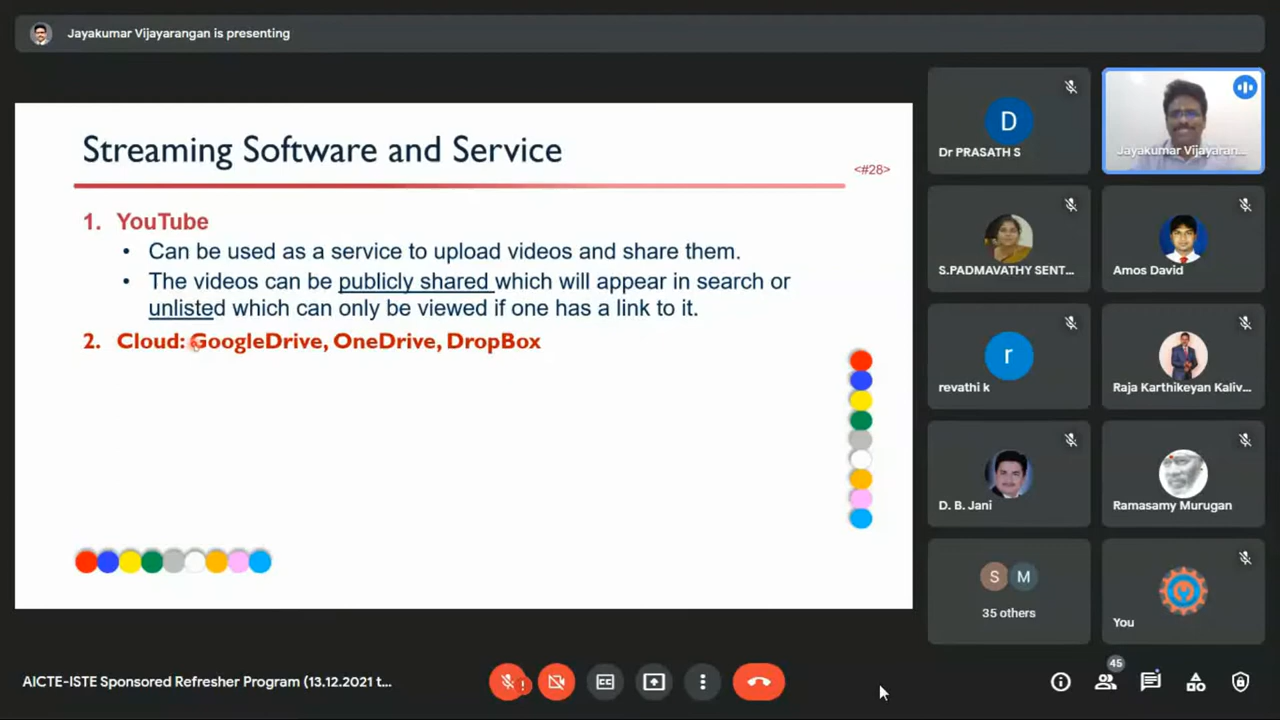 Jayakumar Vijayarangan is presenting
Streaming Software and Service
<#28>
1. YouTube
• Can be used as a service to upload videos and share them.
• The videos can be publicly shared which will appear in search or
unlisted which can only be viewed if one has a link to it.
2. Cloud: GoogleDrive, OneDrive, DropBox
D
Dr PRASATH S
Jayakumar Vijayaran...
S.PADMAVATHY SENT...
Amos David
r
revathi k
Raja Karthikeyan Kaliv...
D. B. Jani
Ramasamy Murugan
S M
35 others
You
AICTE-ISTE Sponsored Refresher Program (13.12.2021 t...
CC
45